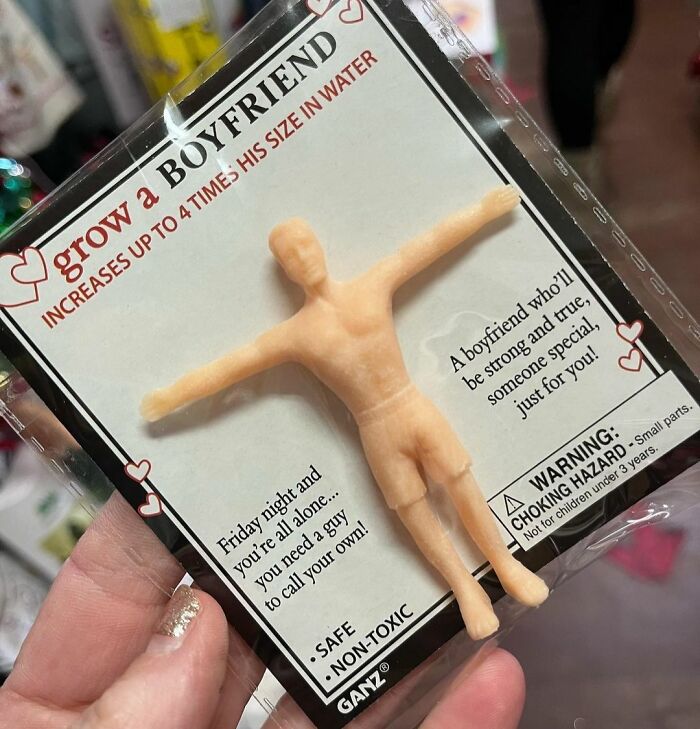 grow a BOYFRIEND
INCREASES UP TO 4 TIMES HIS SIZE IN WATER
A boyfriend who'll
be strong and true,
someone special,
just for you!
Friday night and
you're all alone...
you need a guy
to call your own!
• SAFE
• NON-TOXIC
GANZ®
⚠ WARNING:
CHOKING HAZARD - Small parts.
Not for children under 3 years.